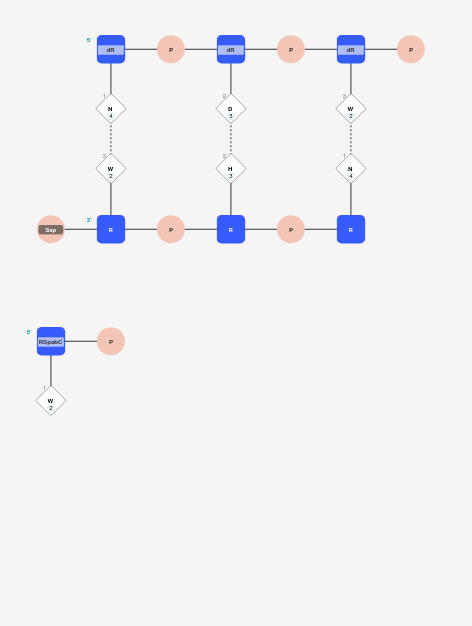 5' dR P dR P dR P
1 N 4 2 D 3 3 W 2
3 W 2 2 H 3 1 N 4
Ssp 3' R P R P R
5' RSpabC P
1 W 2